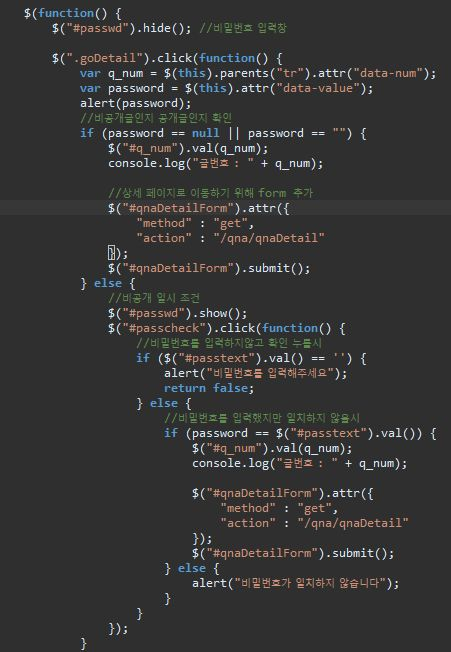 $(function() {
$("#passwd").hide(); //비밀번호 입력창
$(".goDetail").click(function() {
var q_num = $(this).parents("tr").attr("data-num");
var password = $(this).attr("data-value");
alert(password);
//비공개글인지 공개글인지 확인
if (password == null || password == "") {
$("#q_num").val(q_num);
console.log("글번호 : " + q_num);
//상세 페이지로 이동하기 위해 form 추가
$("#qnaDetailForm").attr({
"method" : "get",
"action" : "/qna/qnaDetail"
});
$("#qnaDetailForm").submit();
} else {
//비공개 일시 조건
$("#passwd").show();
$("#passcheck").click(function() {
//비밀번호를 입력하지않고 확인 누를시
if ($("#passtext").val() == '') {
alert("비밀번호를 입력해주세요");
return false;
} else {
//비밀번호를 입력했지만 일치하지 않을시
if (password == $("#passtext").val()) {
$("#q_num").val(q_num);
console.log("글번호 : " + q_num);
$("#qnaDetailForm").attr({
"method" : "get",
"action" : "/qna/qnaDetail"
});
$("#qnaDetailForm").submit();
} else {
alert("비밀번호가 일치하지 않습니다");
}
}
});
}